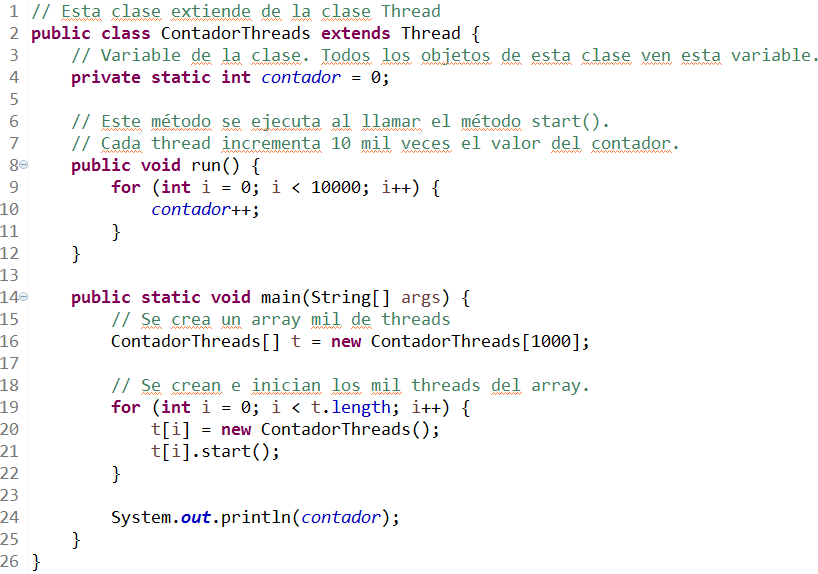 1 // Esta clase extiende de la clase Thread
2 public class ContadorThreads extends Thread {
3     // Variable de la clase. Todos los objetos de esta clase ven esta variable.
4     private static int contador = 0;
5
6     // Este método se ejecuta al llamar el método start().
7     // Cada thread incrementa 10 mil veces el valor del contador.
8     public void run() {
9         for (int i = 0; i < 10000; i++) {
10             contador++;
11         }
12     }
13
14     public static void main(String[] args) {
15         // Se crea un array mil de threads
16         ContadorThreads[] t = new ContadorThreads[1000];
17
18         // Se crean e inician los mil threads del array.
19         for (int i = 0; i < t.length; i++) {
20             t[i] = new ContadorThreads();
21             t[i].start();
22         }
23
24         System.out.println(contador);
25     }
26 }